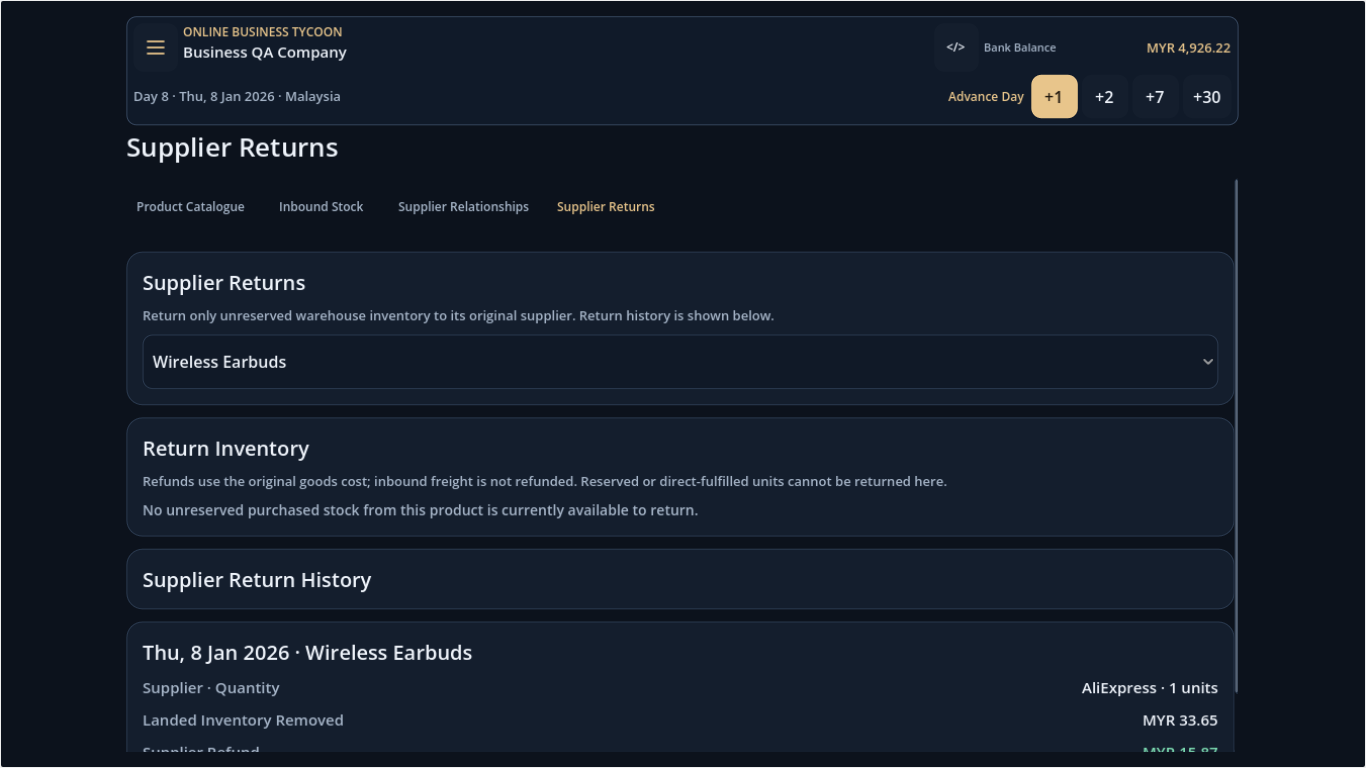 ONLINE BUSINESS TYCOON
Business QA Company
</> Bank Balance MYR 4,926.22
Day 8 · Thu, 8 Jan 2026 · Malaysia
Advance Day +1 +2 +7 +30
Supplier Returns
Product Catalogue Inbound Stock Supplier Relationships Supplier Returns
Supplier Returns
Return only unreserved warehouse inventory to its original supplier. Return history is shown below.
Wireless Earbuds
Return Inventory
Refunds use the original goods cost; inbound freight is not refunded. Reserved or direct-fulfilled units cannot be returned here.
No unreserved purchased stock from this product is currently available to return.
Supplier Return History
Thu, 8 Jan 2026 · Wireless Earbuds
Supplier · Quantity AliExpress · 1 units
Landed Inventory Removed MYR 33.65
Supplier Refund MYR 15.87